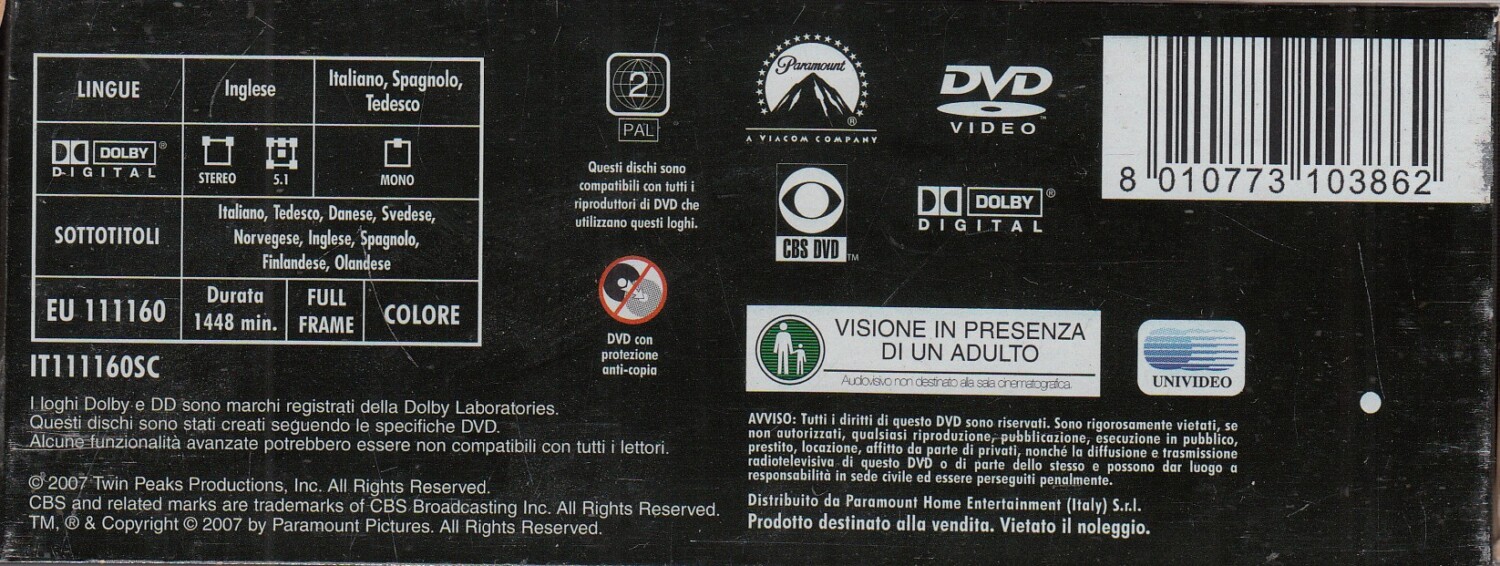 LINGUE
Inglese
Italiano, Spagnolo,
Tedesco
DOLBY®
DIGITAL
STEREO
5.1
MONO
SOTTOTITOLI
Italiano, Tedesco, Danese, Svedese,
Norvegese, Inglese, Spagnolo,
Finlandese, Olandese
EU 111160
Durata
1448 min.
FULL
FRAME
COLORE
IT111160SC
I loghi Dolby e DD sono marchi registrati della Dolby Laboratories.
Questi dischi sono stati creati seguendo le specifiche DVD.
Alcune funzionalità avanzate potrebbero essere non compatibili con tutti i lettori.
© 2007 Twin Peaks Productions, Inc. All Rights Reserved.
CBS and related marks are trademarks of CBS Broadcasting Inc. All Rights Reserved.
TM, ® & Copyright © 2007 by Paramount Pictures. All Rights Reserved.
2
PAL
Questi dischi sono
compatibili con tutti i
riproduttori di DVD che
utilizzano questi loghi.
DVD con
protezione
anti-copia
Paramount
®
A VIACOM COMPANY
DVD
VIDEO™
CBS DVD™
DOLBY®
DIGITAL
8 010773 103862
VISIONE IN PRESENZA
DI UN ADULTO
Audiovisivo non destinato alla sala cinematografica.
UNIVIDEO
AVVISO: Tutti i diritti di questo DVD sono riservati. Sono rigorosamente vietati, se
non autorizzati, qualsiasi riproduzione, pubblicazione, esecuzione in pubblico,
prestito, locazione, affitto da parte di privati, nonché la diffusione e trasmissione
radiotelevisiva di questo DVD o di parte dello stesso e possono dar luogo a
responsabilità in sede civile ed essere perseguiti penalmente.
Distribuito da Paramount Home Entertainment (Italy) S.r.l.
Prodotto destinato alla vendita. Vietato il noleggio.